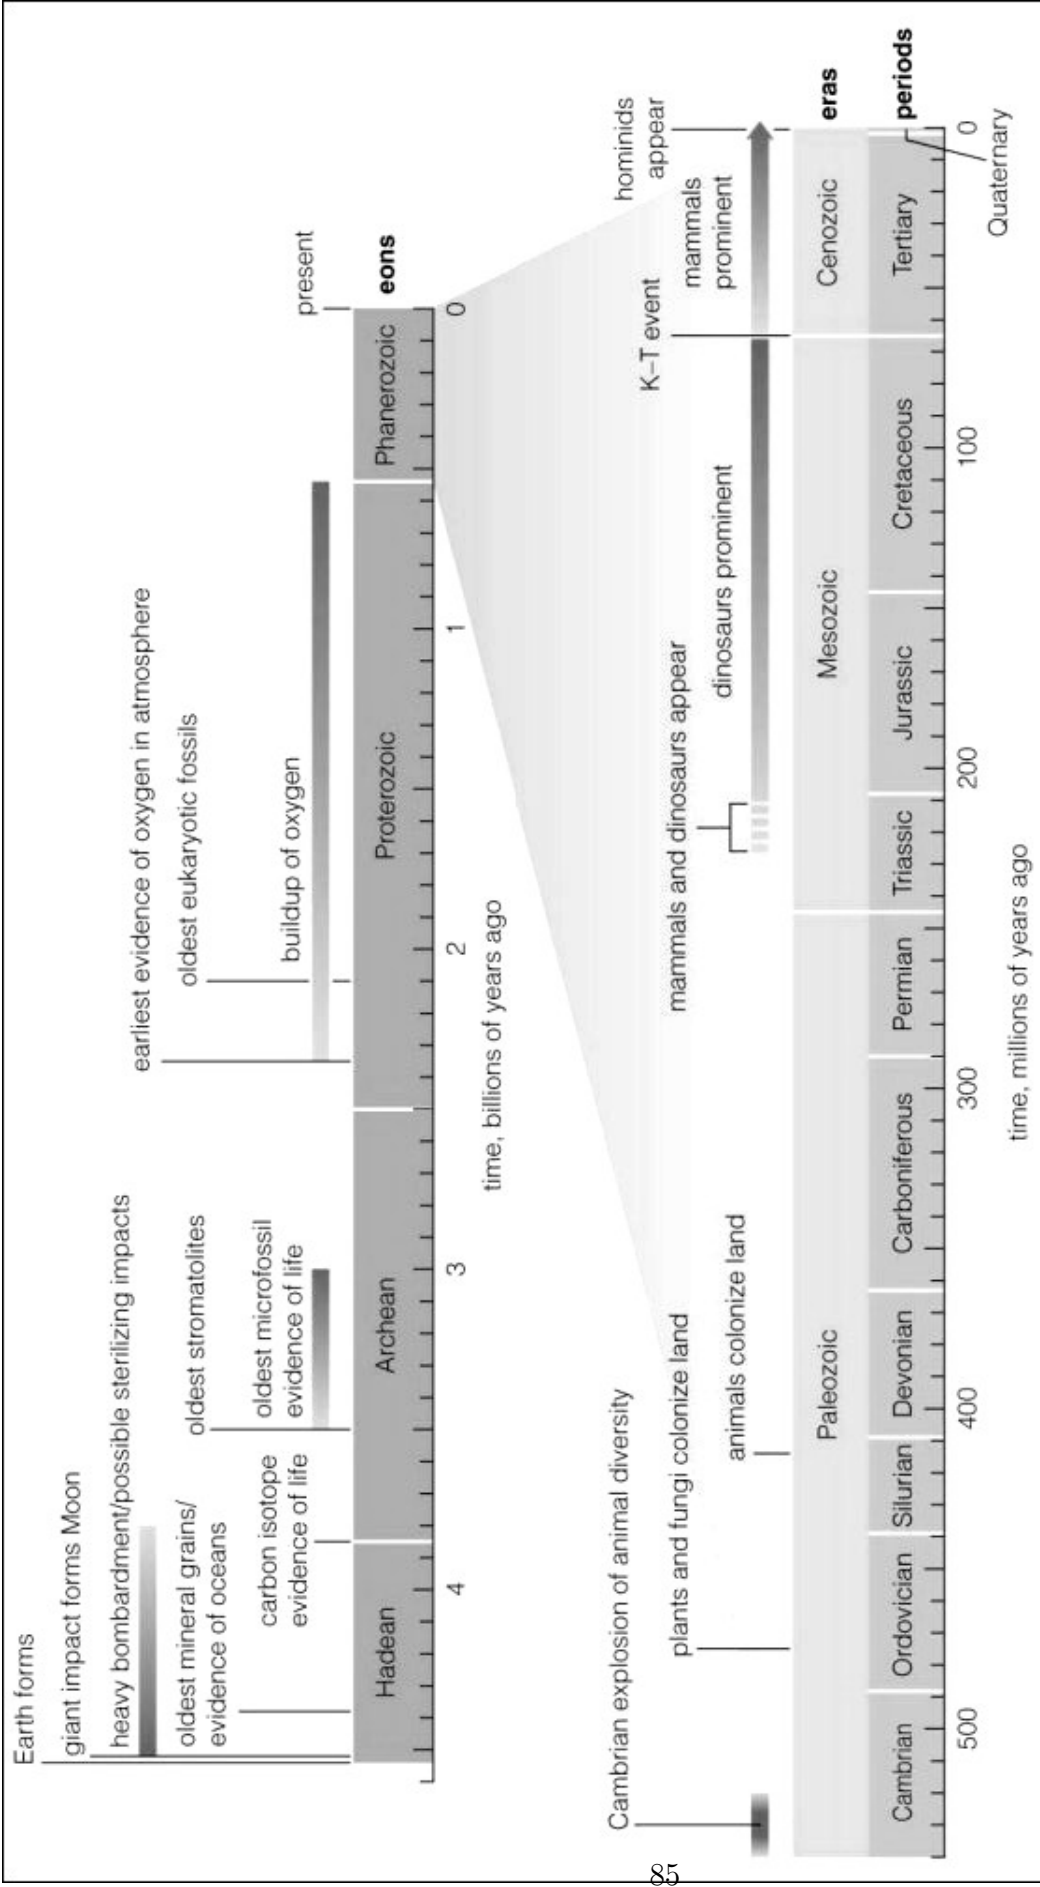 Earth forms
giant impact forms Moon
heavy bombardment/possible sterilizing impacts
oldest mineral grains/
evidence of oceans
carbon isotope
evidence of life
oldest stromatolites
oldest microfossil
evidence of life
earliest evidence of oxygen in atmosphere
oldest eukaryotic fossils
buildup of oxygen
present
Hadean
Archean
Proterozoic
Phanerozoic
eons
4
3
2
1
0
time, billions of years ago
Cambrian explosion of animal diversity
plants and fungi colonize land
animals colonize land
mammals and dinosaurs appear
dinosaurs prominent
K–T event
mammals
prominent
hominids
appear
Paleozoic
Mesozoic
Cenozoic
eras
Cambrian
Ordovician
Silurian
Devonian
Carboniferous
Permian
Triassic
Jurassic
Cretaceous
Tertiary
periods
500
400
300
200
100
0
Quaternary
time, millions of years ago
85